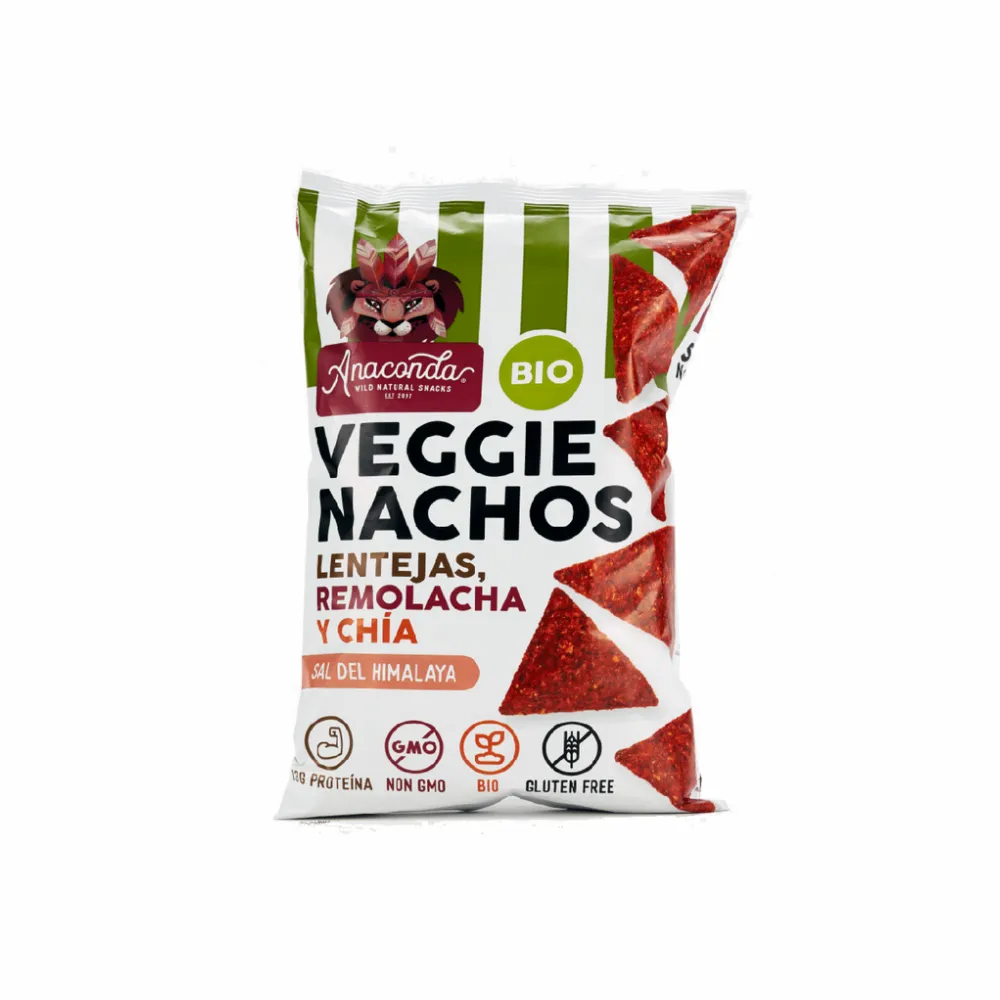 Anaconda®
WILD NATURAL SNACKS
EST 2017
BIO
VEGGIE
NACHOS
LENTEJAS,
REMOLACHA
Y CHÍA
SAL DEL HIMALAYA
PROTEÍNA
GMO
NON GMO
BIO
GLUTEN FREE